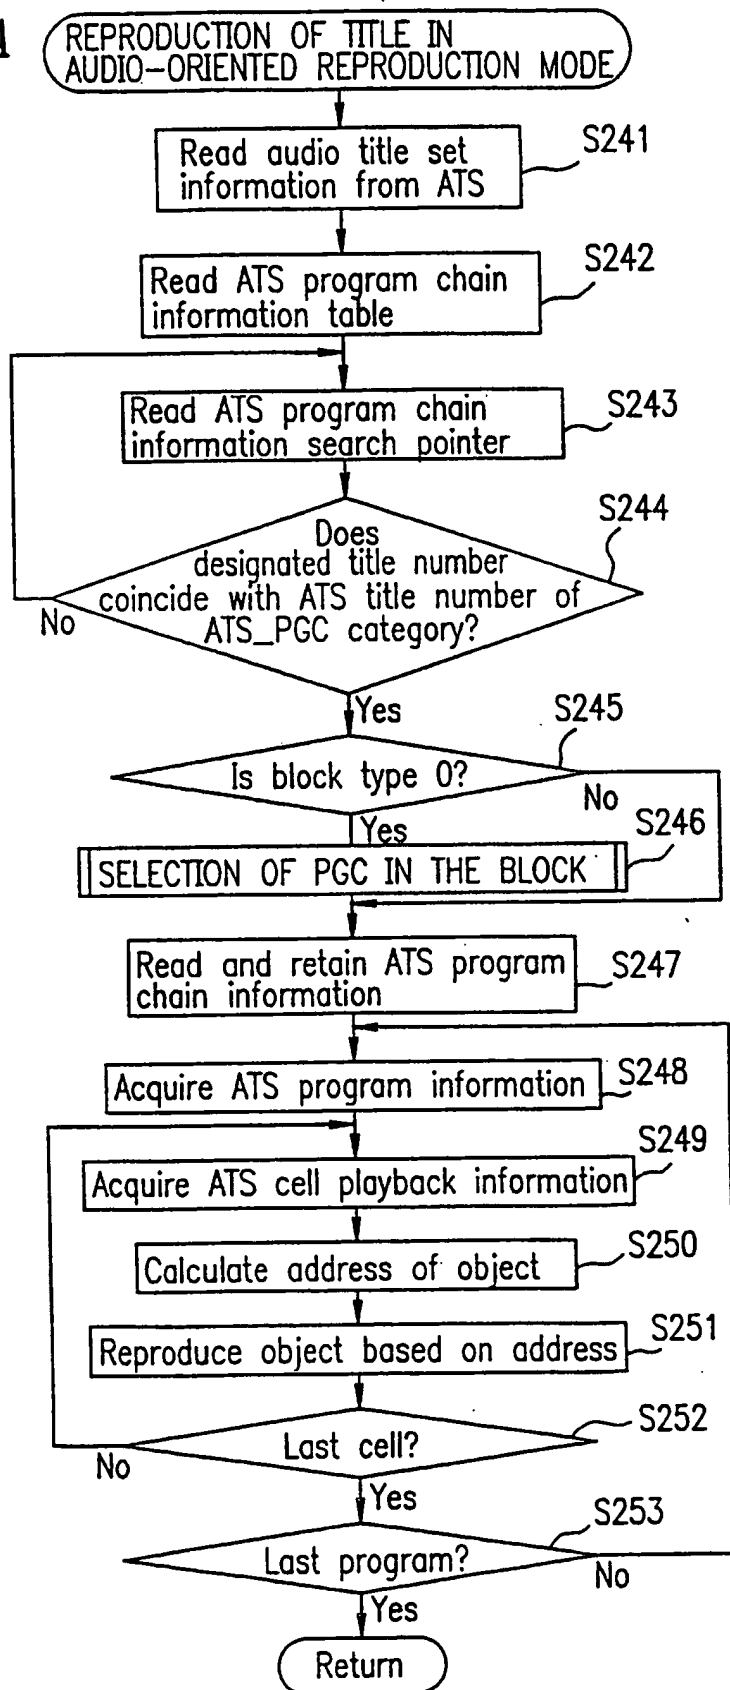 REPRODUCTION OF TITLE IN
AUDIO-ORIENTED REPRODUCTION MODE
Read audio title set
information from ATS
S241
Read ATS program chain
information table
S242
Read ATS program chain
information search pointer
S243
Does
designated title number
coincide with ATS title number of
ATS_PGC category?
S244
No
Yes
Is block type 0?
S245
No
Yes
SELECTION OF PGC IN THE BLOCK
S246
Read and retain ATS program
chain information
S247
Acquire ATS program information
S248
Acquire ATS cell playback information
S249
Calculate address of object
S250
Reproduce object based on address
S251
Last cell?
S252
No
Yes
Last program?
S253
No
Yes
Return